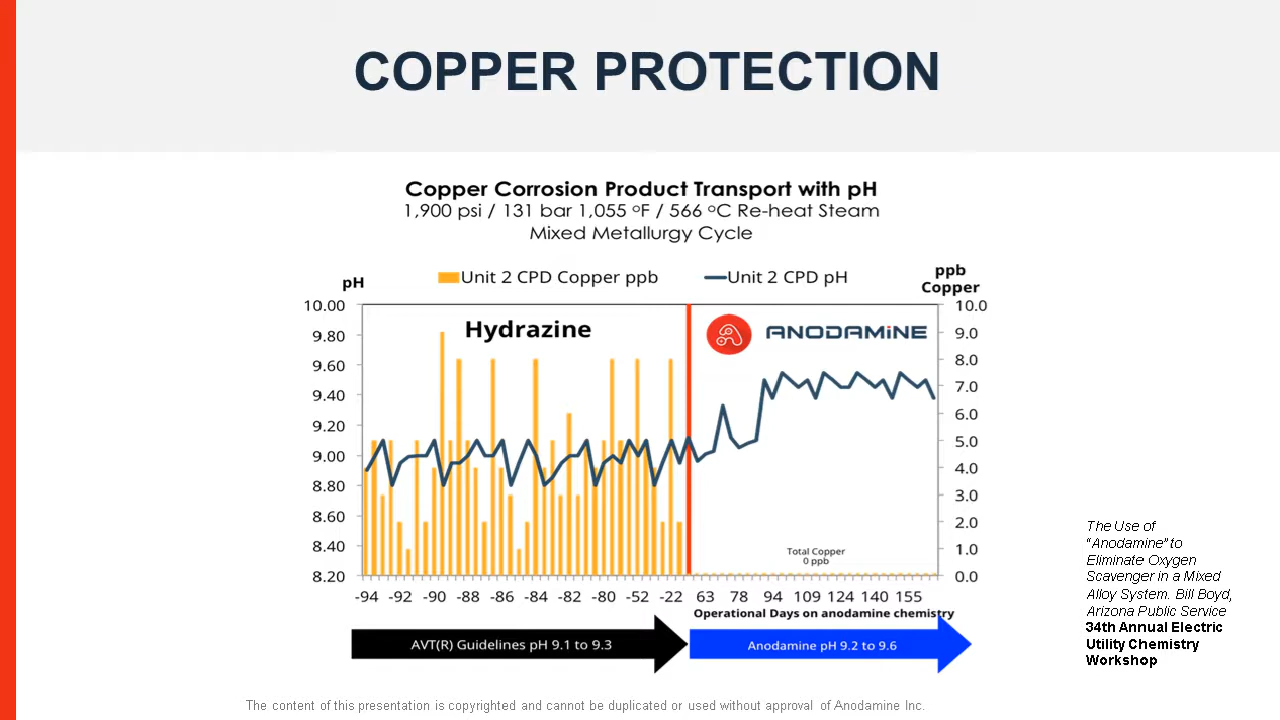 COPPER PROTECTION
Copper Corrosion Product Transport with pH
1,900 psi / 131 bar 1,055 ºF / 566 ºC Re-heat Steam
Mixed Metallurgy Cycle
pH
Unit 2 CPD Copper ppb
Unit 2 CPD pH
ppb
Copper
10.00
9.80
9.60
9.40
9.20
9.00
8.80
8.60
8.40
8.20
Hydrazine
ANODAMiNE
Total Copper
0 ppb
10.0
9.0
8.0
7.0
6.0
5.0
4.0
3.0
2.0
1.0
0.0
-94 -92 -90 -88 -86 -84 -82 -80 -52 -22 63 78 94 109 124 140 155
Operational Days on anodamine chemistry
AVT(R) Guidelines pH 9.1 to 9.3
Anodamine pH 9.2 to 9.6
The Use of
“Anodamine” to
Eliminate Oxygen
Scavenger in a Mixed
Alloy System. Bill Boyd,
Arizona Public Service
34th Annual Electric
Utility Chemistry
Workshop
The content of this presentation is copyrighted and cannot be duplicated or used without approval of Anodamine Inc.